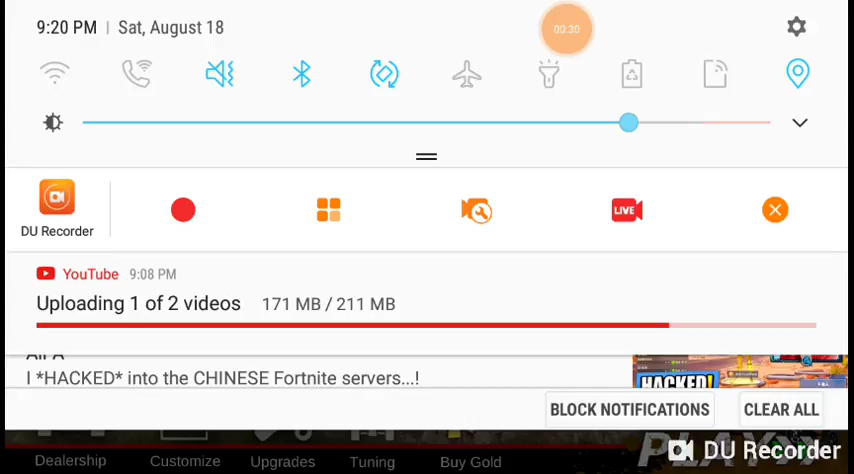 9:20 PM | Sat, August 18
00:30
DU Recorder
LIVE
YouTube 9:08 PM
Uploading 1 of 2 videos 171 MB / 211 MB
I *HACKED* into the CHINESE Fortnite servers...!
HACKED!
BLOCK NOTIFICATIONS
CLEAR ALL
Dealership
Customize
Upgrades
Tuning
Buy Gold
PLAY
DU Recorder